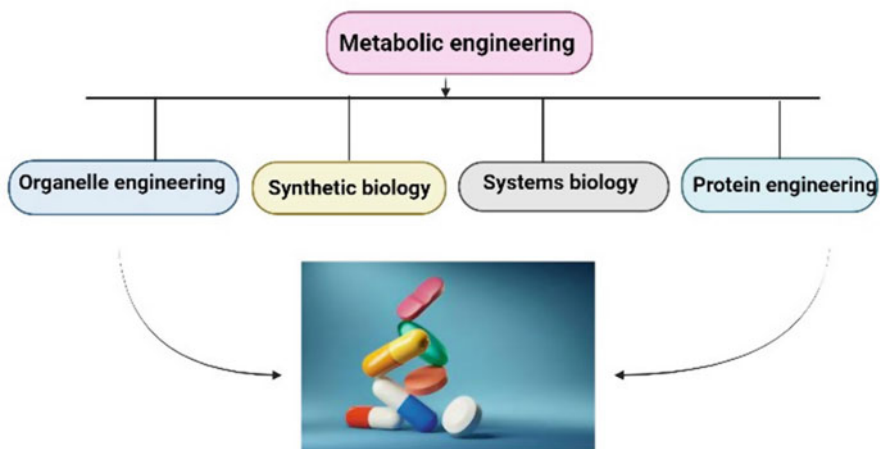 Metabolic engineering
Organelle engineering
Synthetic biology
Systems biology
Protein engineering